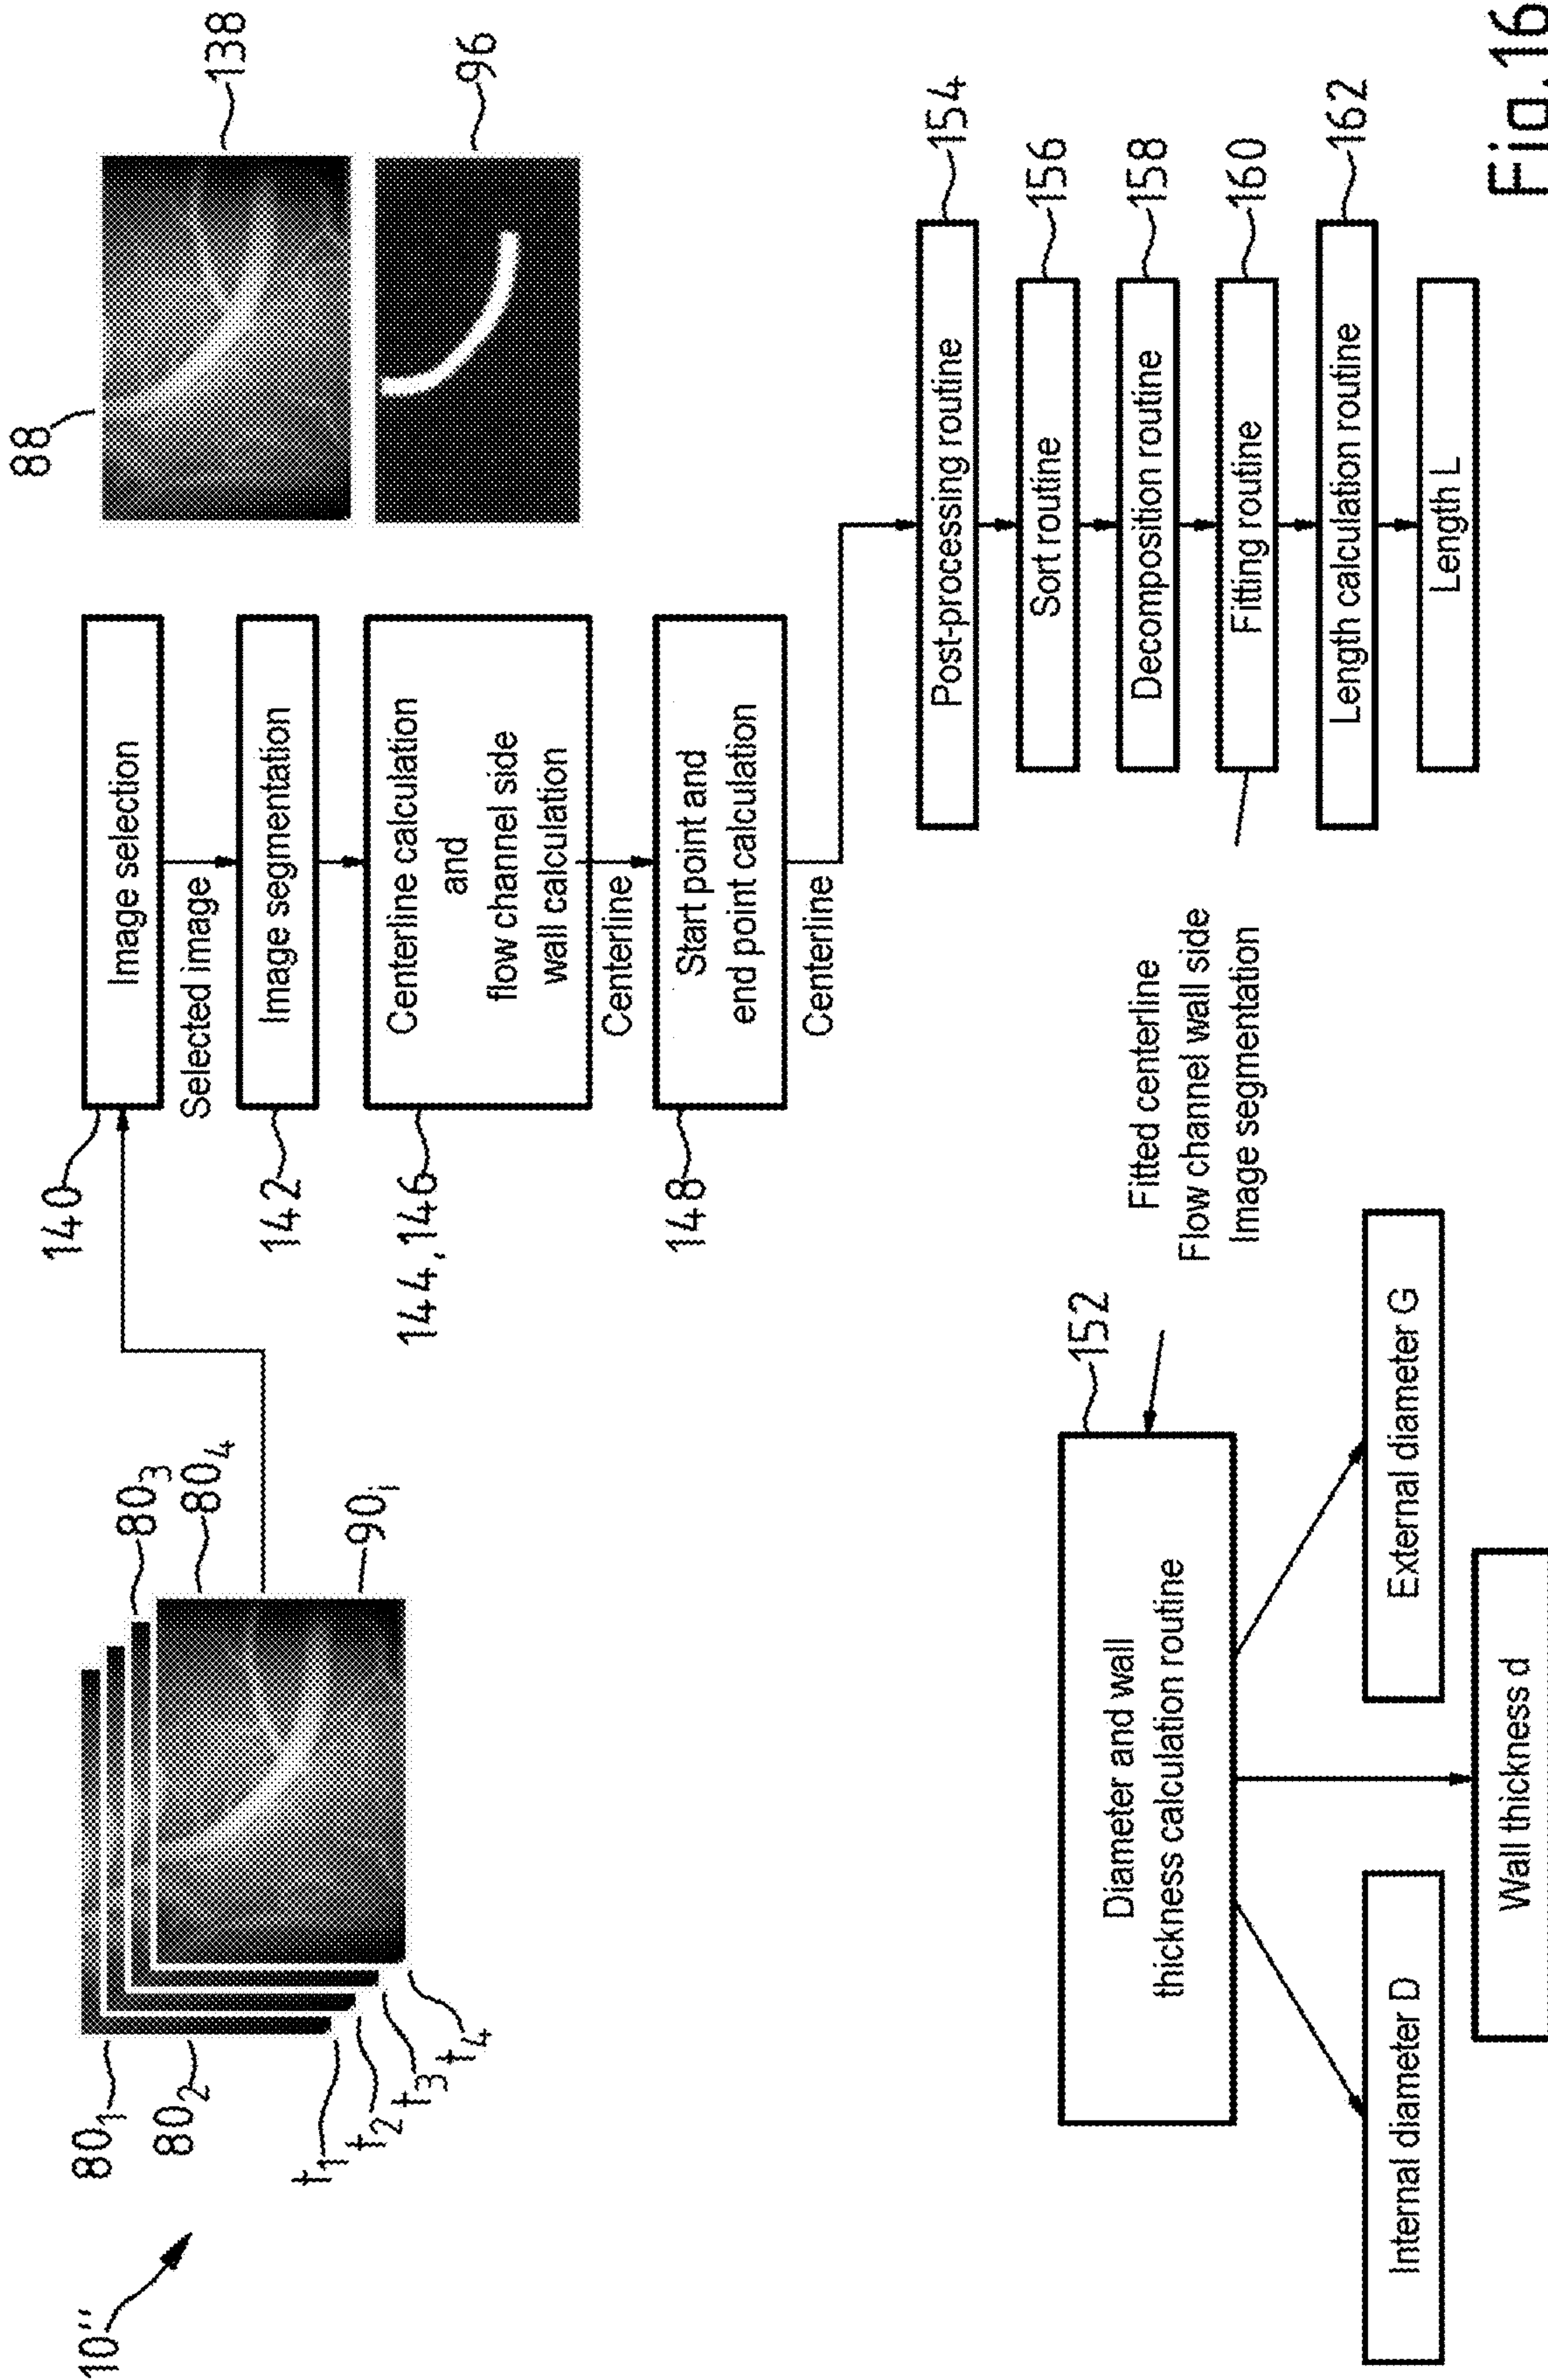 10''
80₁
80₂
80₃
80₄
90ᵢ
t₁
t₂
t₃
t₄
140
Image selection
88
138
Selected image
142
Image segmentation
96
144, 146
Centerline calculation
and
flow channel side
wall calculation
Centerline
148
Start point and
end point calculation
Centerline
Post-processing routine
154
Sort routine
156
Decomposition routine
158
Fitting routine
160
Length calculation routine
162
Length L
Fitted centerline
Flow channel wall side
Image segmentation
152
Diameter and wall
thickness calculation routine
Internal diameter D
Wall thickness d
External diameter G
Fig.16